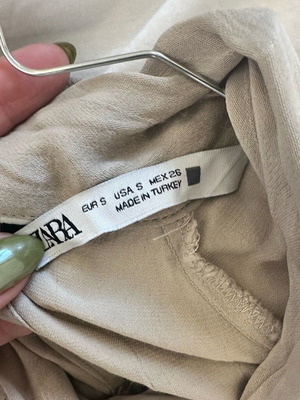 ZARA
EUR S USA S MEX 26
MADE IN TURKEY